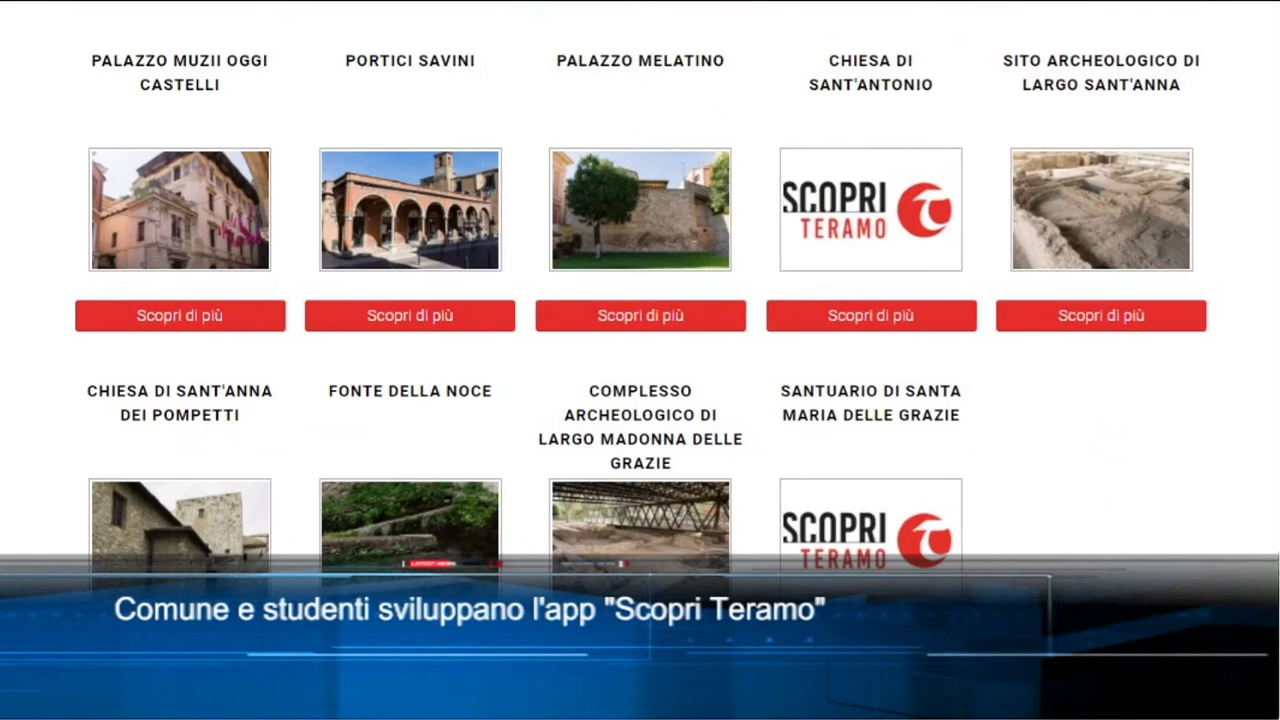 PALAZZO MUZII OGGI
CASTELLI
PORTICI SAVINI
PALAZZO MELATINO
CHIESA DI
SANT'ANTONIO
SITO ARCHEOLOGICO DI
LARGO SANT'ANNA
SCOPRI
TERAMO
Scopri di più
Scopri di più
Scopri di più
Scopri di più
Scopri di più
CHIESA DI SANT'ANNA
DEI POMPETTI
FONTE DELLA NOCE
COMPLESSO
ARCHEOLOGICO DI
LARGO MADONNA DELLE
GRAZIE
SANTUARIO DI SANTA
MARIA DELLE GRAZIE
SCOPRI
TERAMO
LATEST NEWS
Comune e studenti sviluppano l'app "Scopri Teramo"